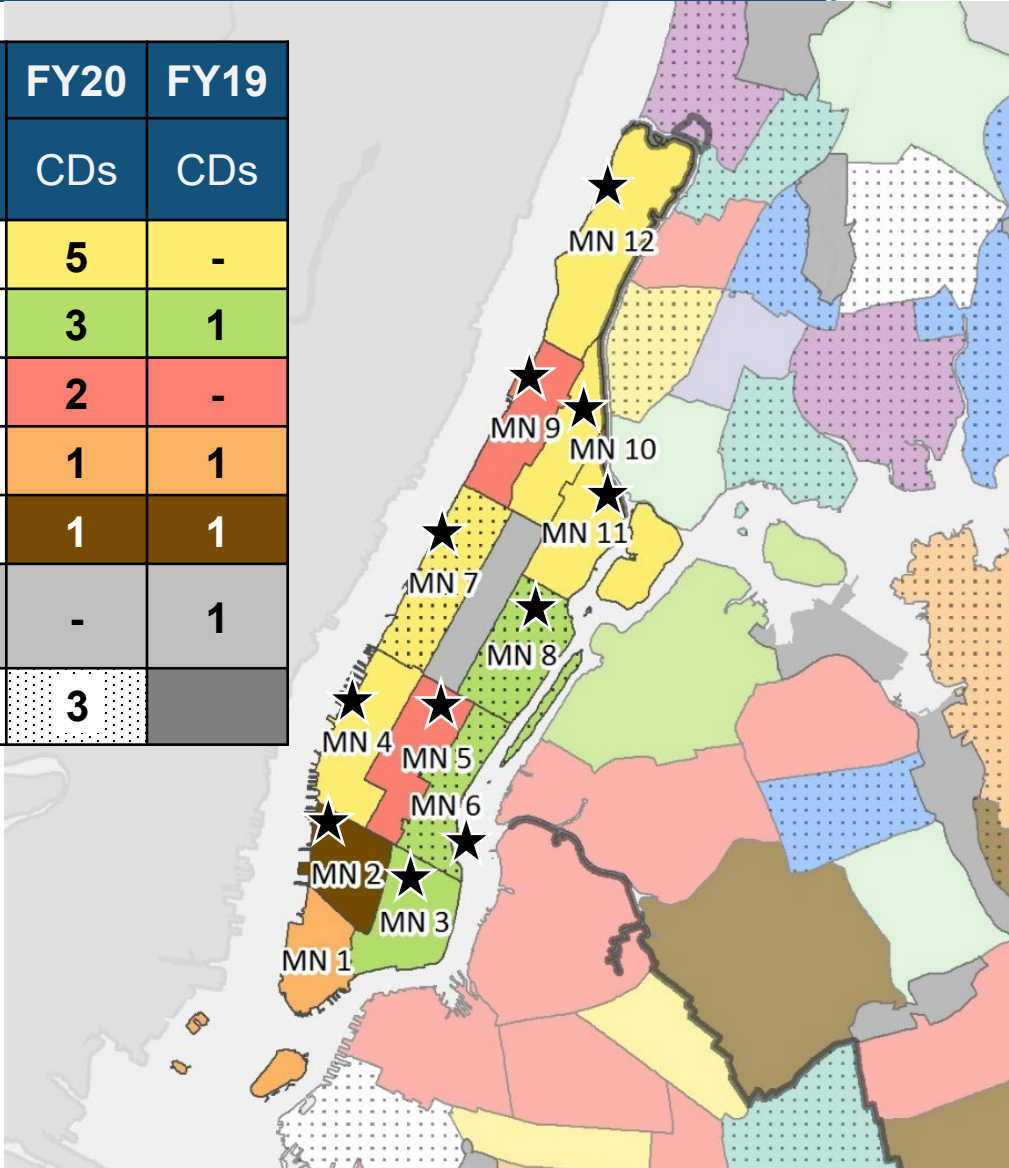 FY20 FY19
CDs CDs
5 -
3 1
2 -
1 1
1 1
- 1
3
MN 12
MN 9
MN 10
MN 11
MN 7
MN 8
MN 4
MN 5
MN 6
MN 2
MN 3
MN 1